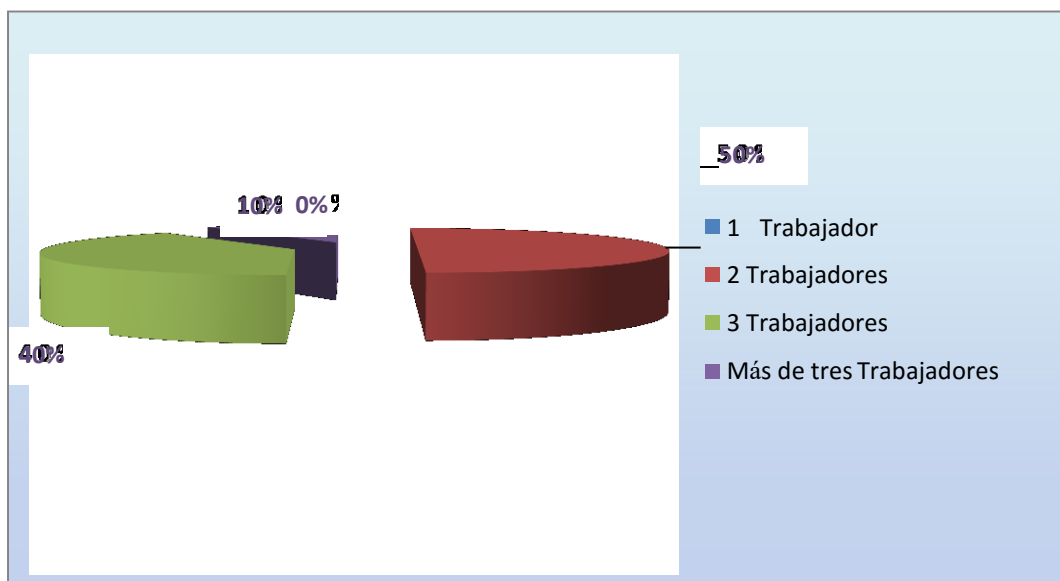 50%
10% 0%
1 Trabajador
2 Trabajadores
3 Trabajadores
40%
Más de tres Trabajadores